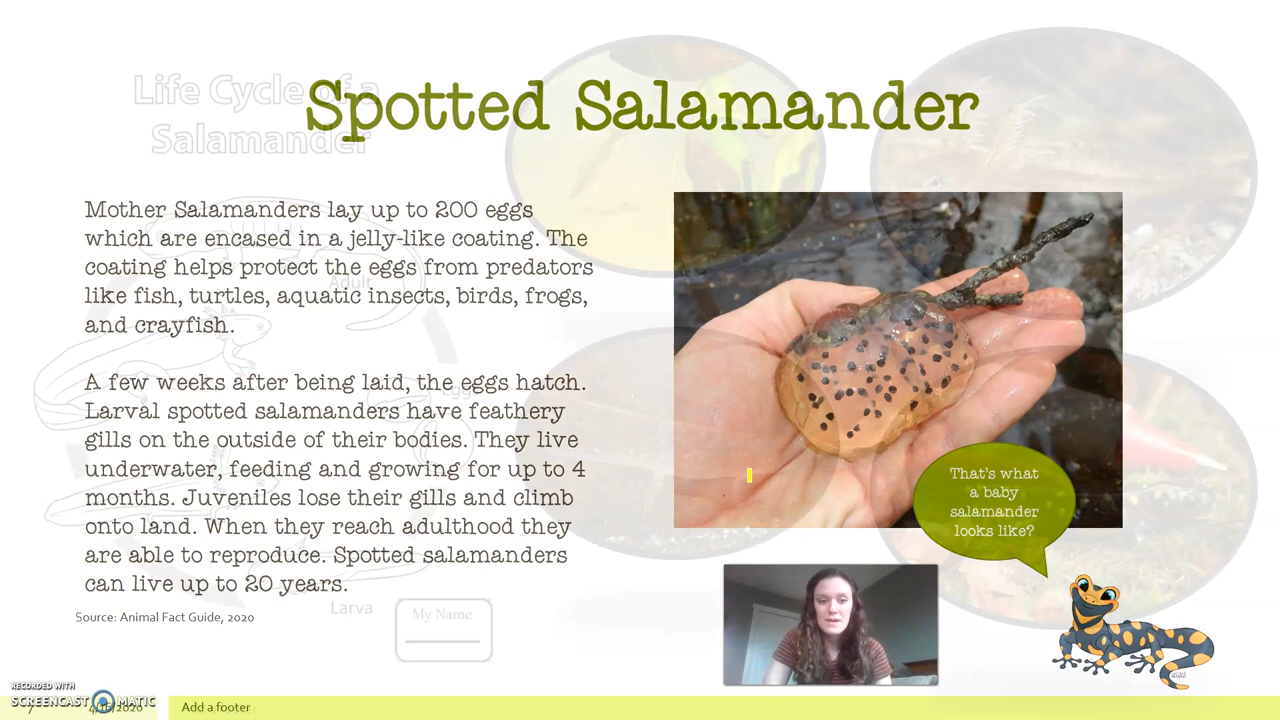 Life Cycle of a
Salamander
Spotted Salamander
Mother Salamanders lay up to 200 eggs
which are encased in a jelly-like coating. The
coating helps protect the eggs from predators
like fish, turtles, aquatic insects, birds, frogs,
and crayfish.
Adult
A few weeks after being laid, the eggs hatch.
Larval spotted salamanders have feathery
gills on the outside of their bodies. They live
underwater, feeding and growing for up to 4
months. Juveniles lose their gills and climb
onto land. When they reach adulthood they
are able to reproduce. Spotted salamanders
can live up to 20 years.
Source: Animal Fact Guide, 2020
Larva
My Name
That's what
a baby
salamander
looks like?
RECORDED WITH
SCREENCAST MATIC
Add a footer